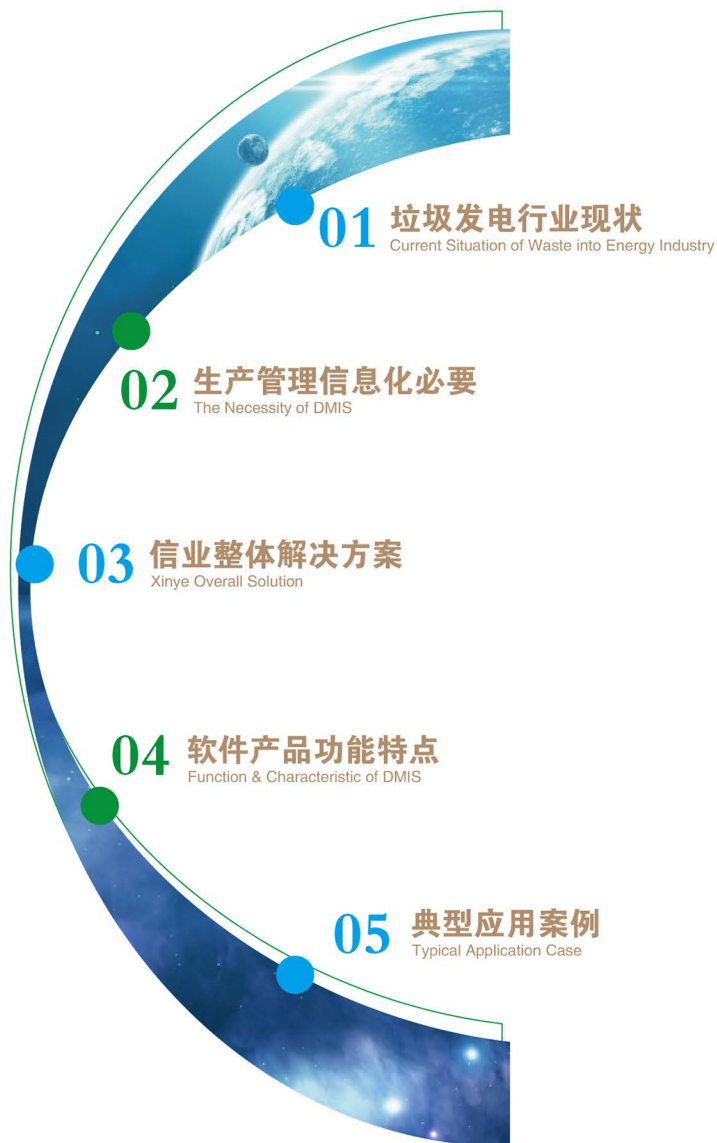 01 垃圾发电行业现状
Current Situation of Waste into Energy Industry
02 生产管理信息化必要
The Necessity of DMIS
03 信业整体解决方案
Xinye Overall Solution
04 软件产品功能特点
Function & Characteristic of DMIS
05 典型应用案例
Typical Application Case